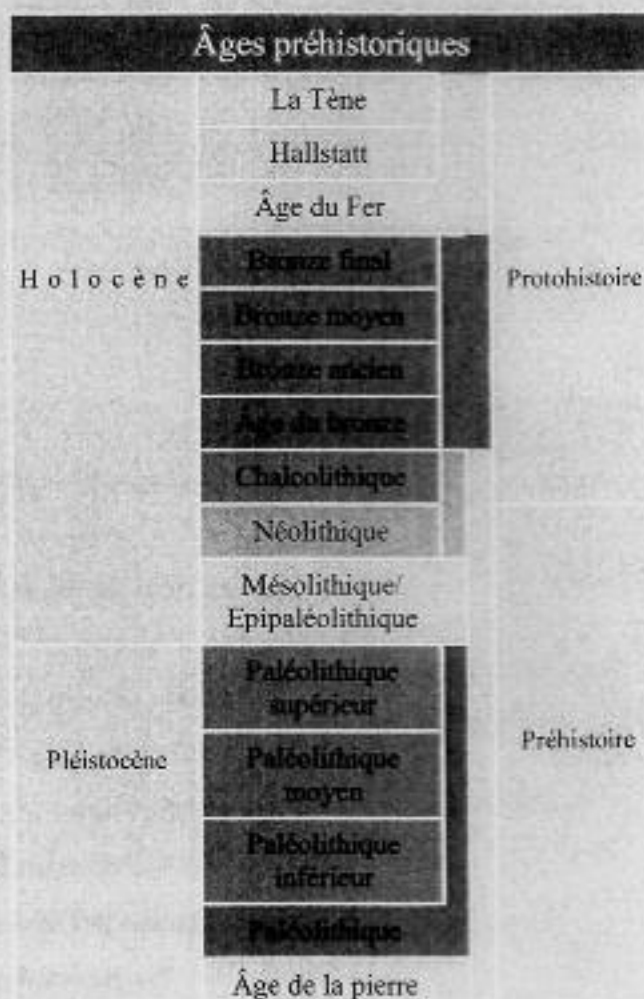 Âges préhistoriques
La Tène
Hallstatt
Âge du Fer
Holocène
Bronze final
Protohistoire
Bronze moyen
Bronze ancien
Âge du bronze
Chalcolithique
Néolithique
Mésolithique/
Epipaléolithique
Paléolithique
supérieur
Pléistocène
Paléolithique
moyen
Préhistoire
Paléolithique
inférieur
Paléolithique
Âge de la pierre